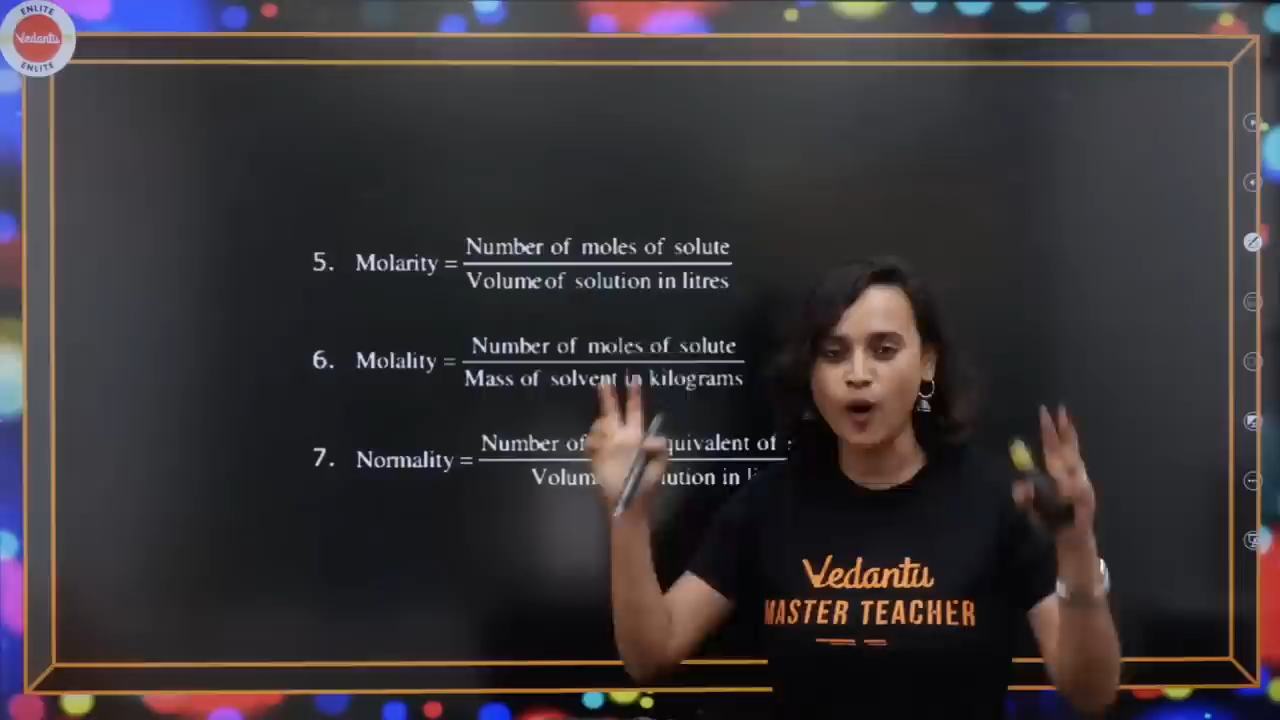 ENLITE
Vedantu
ENLITE
5. Molarity = Number of moles of solute
Volume of solution in litres
6. Molality = Number of moles of solute
Mass of solvent in kilograms
7. Normality = Number of quivalent of
Volum lution in li
Vedantu
MASTER TEACHER